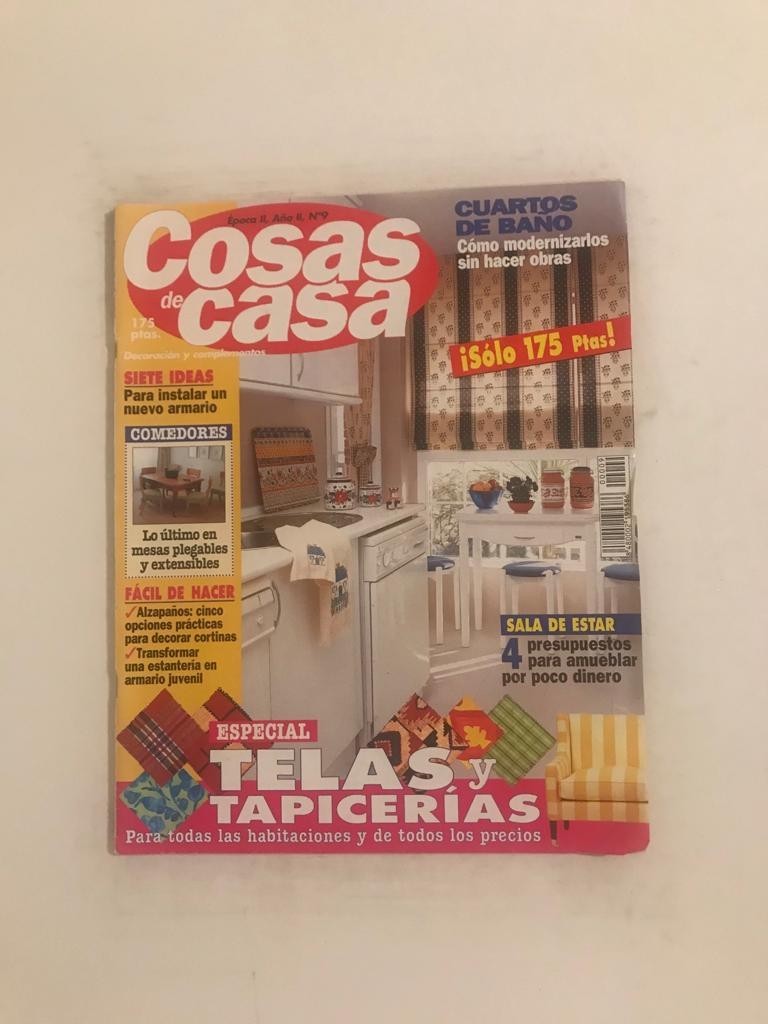 Época II, Año II, Nº9
Cosas
de casa
175
ptas.
Decoración y complementos
CUARTOS
DE BAÑO
Cómo modernizarlos
sin hacer obras
¡Sólo 175 Ptas!
SIETE IDEAS
Para instalar un
nuevo armario
COMEDORES
Lo último en
mesas plegables
y extensibles
FÁCIL DE HACER
✓Alzapaños: cinco
opciones prácticas
para decorar cortinas
✓Transformar
una estantería en
armario juvenil
00009
SALA DE ESTAR
4 presupuestos
para amueblar
por poco dinero
ESPECIAL
TELAS y
TAPICERÍAS
Para todas las habitaciones y de todos los precios